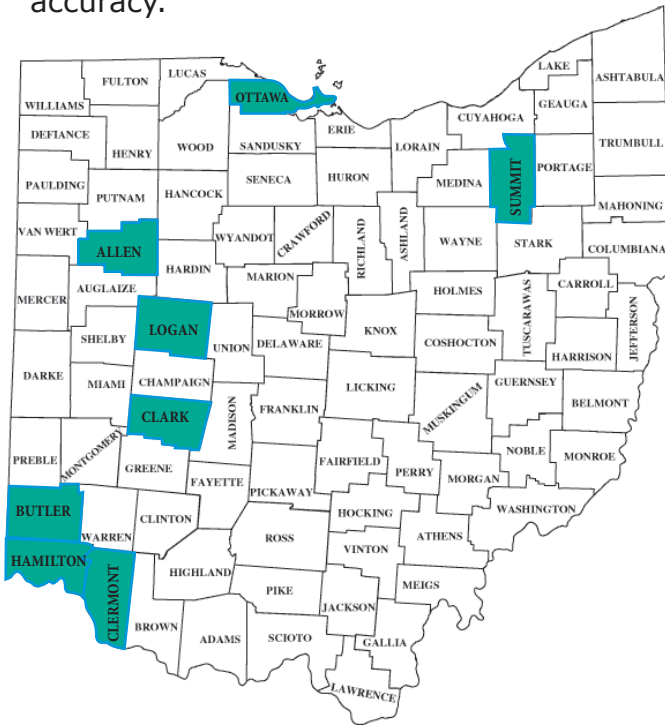 accuracy.
LAKE
ASHTABULA
LUCAS
FULTON
WILLIAMS
OTTAWA
GEAUGA
CUYAHOGA
DEFIANCE
ERIE
HENRY
WOOD
SANDUSKY
LORAIN
TRUMBULL
PORTAGE
SUMMIT
MEDINA
SENECA
HURON
PAULDING
PUTNAM
HANCOCK
MAHONING
VAN WERT
ALLEN
WYANDOT
CRAWFORD
RICHLAND
ASHLAND
WAYNE
STARK
COLUMBIANA
HARDIN
MARION
AUGLAIZE
MERCER
HOLMES
CARROLL
TUSCARAWAS
JEFFERSON
MORROW
LOGAN
KNOX
SHELBY
UNION
DELAWARE
COSHOCTON
HARRISON
DARKE
MIAMI
CHAMPAIGN
LICKING
GUERNSEY
MUSKINGUM
BELMONT
CLARK
MADISON
FRANKLIN
PREBLE
MONTGOMERY
GREENE
FAIRFIELD
PERRY
NOBLE
MONROE
MORGAN
FAYETTE
PICKAWAY
BUTLER
WARREN
CLINTON
HOCKING
WASHINGTON
ROSS
ATHENS
VINTON
HAMILTON
CLERMONT
HIGHLAND
PIKE
MEIGS
JACKSON
BROWN
ADAMS
SCIOTO
GALLIA
LAWRENCE